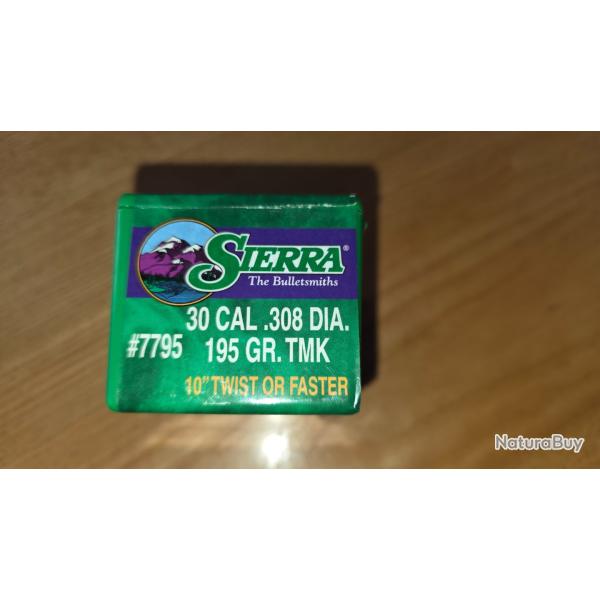 SIERRA®
The Bulletsmiths
30 CAL .308 DIA.
#7795 195 GR. TMK
10" TWIST OR FASTER
NaturaBuy